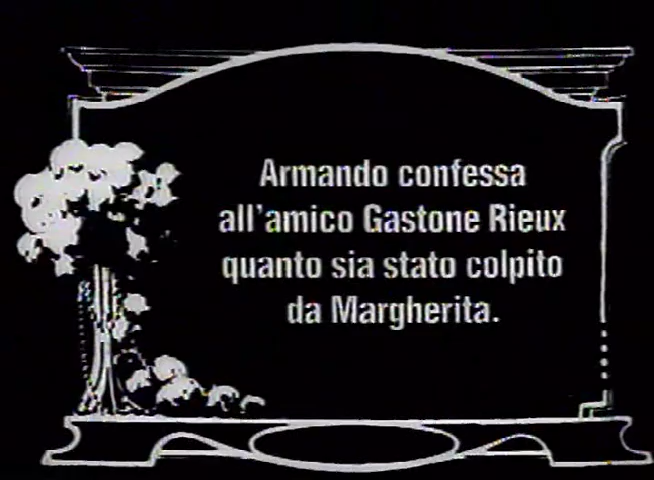 Armando confessa
all'amico Gastone Rieux
quanto sia stato colpito
da Margherita.